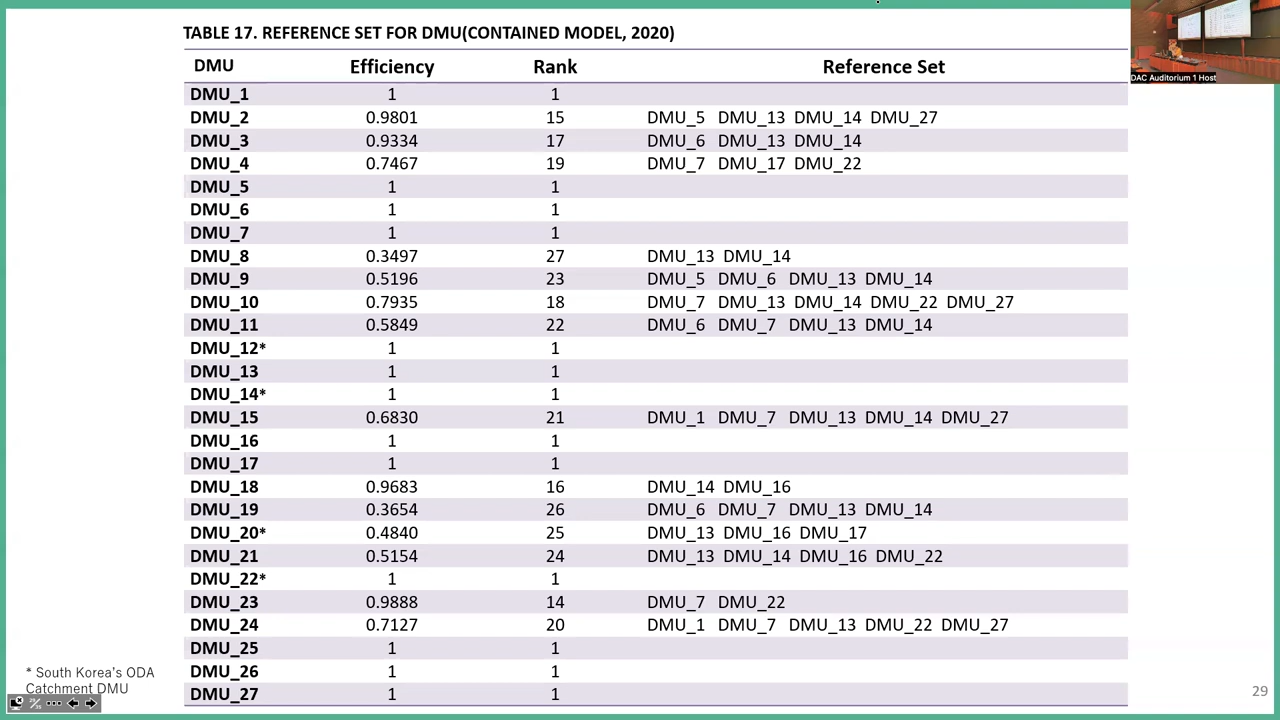 TABLE 17. REFERENCE SET FOR DMU(CONTAINED MODEL, 2020)
DMU Efficiency Rank Reference Set
DMU_1 1 1
DMU_2 0.9801 15 DMU_5 DMU_13 DMU_14 DMU_27
DMU_3 0.9334 17 DMU_6 DMU_13 DMU_14
DMU_4 0.7467 19 DMU_7 DMU_17 DMU_22
DMU_5 1 1
DMU_6 1 1
DMU_7 1 1
DMU_8 0.3497 27 DMU_13 DMU_14
DMU_9 0.5196 23 DMU_5 DMU_6 DMU_13 DMU_14
DMU_10 0.7935 18 DMU_7 DMU_13 DMU_14 DMU_22 DMU_27
DMU_11 0.5849 22 DMU_6 DMU_7 DMU_13 DMU_14
DMU_12* 1 1
DMU_13 1 1
DMU_14* 1 1
DMU_15 0.6830 21 DMU_1 DMU_7 DMU_13 DMU_14 DMU_27
DMU_16 1 1
DMU_17 1 1
DMU_18 0.9683 16 DMU_14 DMU_16
DMU_19 0.3654 26 DMU_6 DMU_7 DMU_13 DMU_14
DMU_20* 0.4840 25 DMU_13 DMU_16 DMU_17
DMU_21 0.5154 24 DMU_13 DMU_14 DMU_16 DMU_22
DMU_22* 1 1
DMU_23 0.9888 14 DMU_7 DMU_22
DMU_24 0.7127 20 DMU_1 DMU_7 DMU_13 DMU_22 DMU_27
DMU_25 1 1
DMU_26 1 1
DMU_27 1 1
* South Korea's ODA
Catchment DMU
29
DAC Auditorium 1 Host